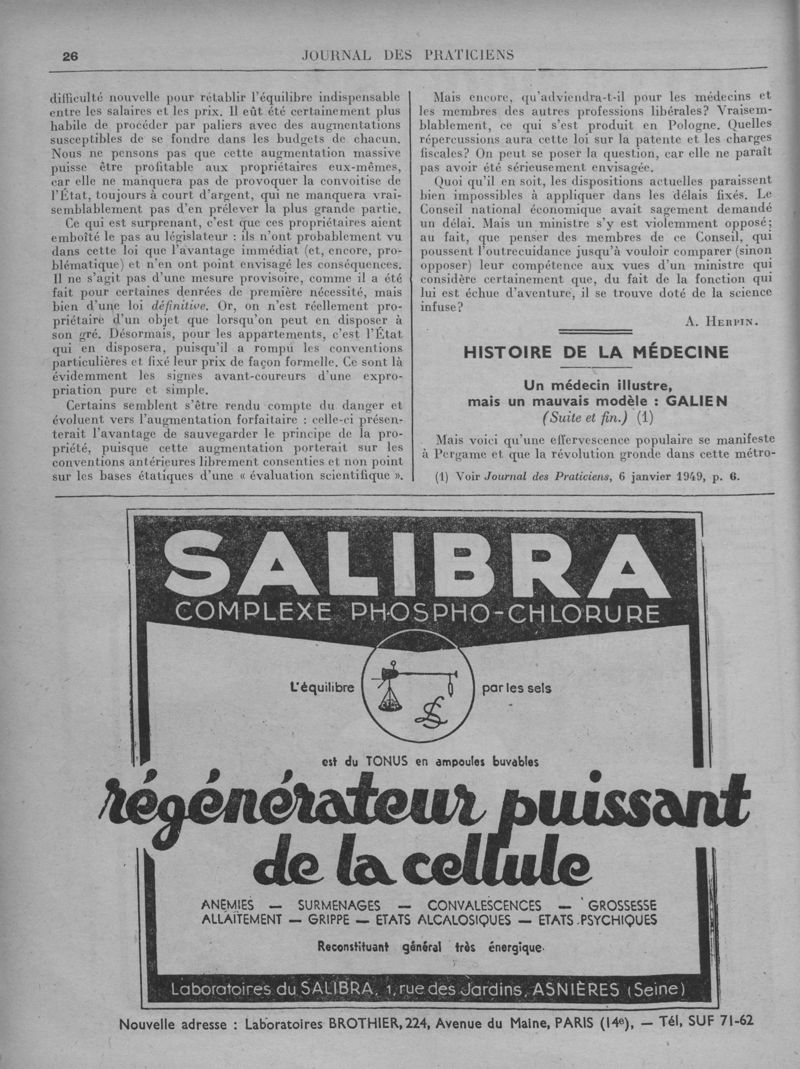 26
JOURNAL DES PRATICIENS
difficulté nouvelle pour rétablir l'équilibre indispensable
entre les salaires et les prix. Il eût été certainement plus
habile de procéder par paliers avec des augmentations
susceptibles de se fondre dans les budgets de chacun.
Nous ne pensons pas que cette augmentation massive
puisse être profitable aux propriétaires eux-mêmes,
car elle ne manquera pas de provoquer la convoitise de
l'État, toujours à court d'argent, qui ne manquera vrai-
semblablement pas d'en prélever la plus grande partie.
Ce qui est surprenant, c'est que ces propriétaires aient
emboîté le pas au législateur : ils n'ont probablement vu
dans cette loi que l'avantage immédiat (et, encore, pro-
blématique) et n'en ont point envisagé les conséquences.
Il ne s'agit pas d'une mesure provisoire, comme il a été
fait pour certaines denrées de première nécessité, mais
bien d'une loi définitive. Or, on n'est réellement pro-
priétaire d'un objet que lorsqu'on peut en disposer à
son gré. Désormais, pour les appartements, c'est l'État
qui en disposera, puisqu'il a rompu les conventions
particulières et fixé leur prix de façon formelle. Ce sont là
évidemment les signes avant-coureurs d'une expro-
priation pure et simple.
Certains semblent s'être rendu compte du danger et
évoluent vers l'augmentation forfaitaire : celle-ci présen-
terait l'avantage de sauvegarder le principe de la pro-
priété, puisque cette augmentation porterait sur les
conventions antérieures librement consenties et non point
sur les bases étatiques d'une « évaluation scientifique ».
Mais encore, qu'adviendra-t-il pour les médecins et
les membres des autres professions libérales? Vraisem-
blablement, ce qui s'est produit en Pologne. Quelles
répercussions aura cette loi sur la patente et les charges
fiscales? On peut se poser la question, car elle ne paraît
pas avoir été sérieusement envisagée.
Quoi qu'il en soit, les dispositions actuelles paraissent
bien impossibles à appliquer dans les délais fixés. Le
Conseil national économique avait sagement demandé
un délai. Mais un ministre s'y est violemment opposé;
au fait, que penser des membres de ce Conseil, qui
poussent l'outrecuidance jusqu'à vouloir comparer (sinon
opposer) leur compétence aux vues d'un ministre qui
considère certainement que, du fait de la fonction qui
lui est échue d'aventure, il se trouve doté de la science
infuse?
A. HERPIN.
HISTOIRE DE LA MÉDECINE
Un médecin illustre,
mais un mauvais modèle : GALIEN
(Suite et fin.) (1)
Mais voici qu'une effervescence populaire se manifeste
à Pergame et que la révolution gronde dans cette métro-
(1) Voir Journal des Praticiens, 6 janvier 1949, p. 6.
SALIBRA
COMPLEXE PHOSPHO-CHLORURE
L'équilibre par les sels
est du TONUS en ampoules buvables
régénérateur puissant
de la cellule
ANEMIES — SURMENAGES — CONVALESCENCES — GROSSESSE
ALLAITEMENT — GRIPPE — ETATS ALCALOSIQUES — ETATS PSYCHIQUES
Reconstituant général très énergique
Laboratoires du SALIBRA, 1, rue des Jardins, ASNIÈRES (Seine)
Nouvelle adresse : Laboratoires BROTHIER, 224, Avenue du Maine, PARIS (14e), — Tél, SUF 71-62